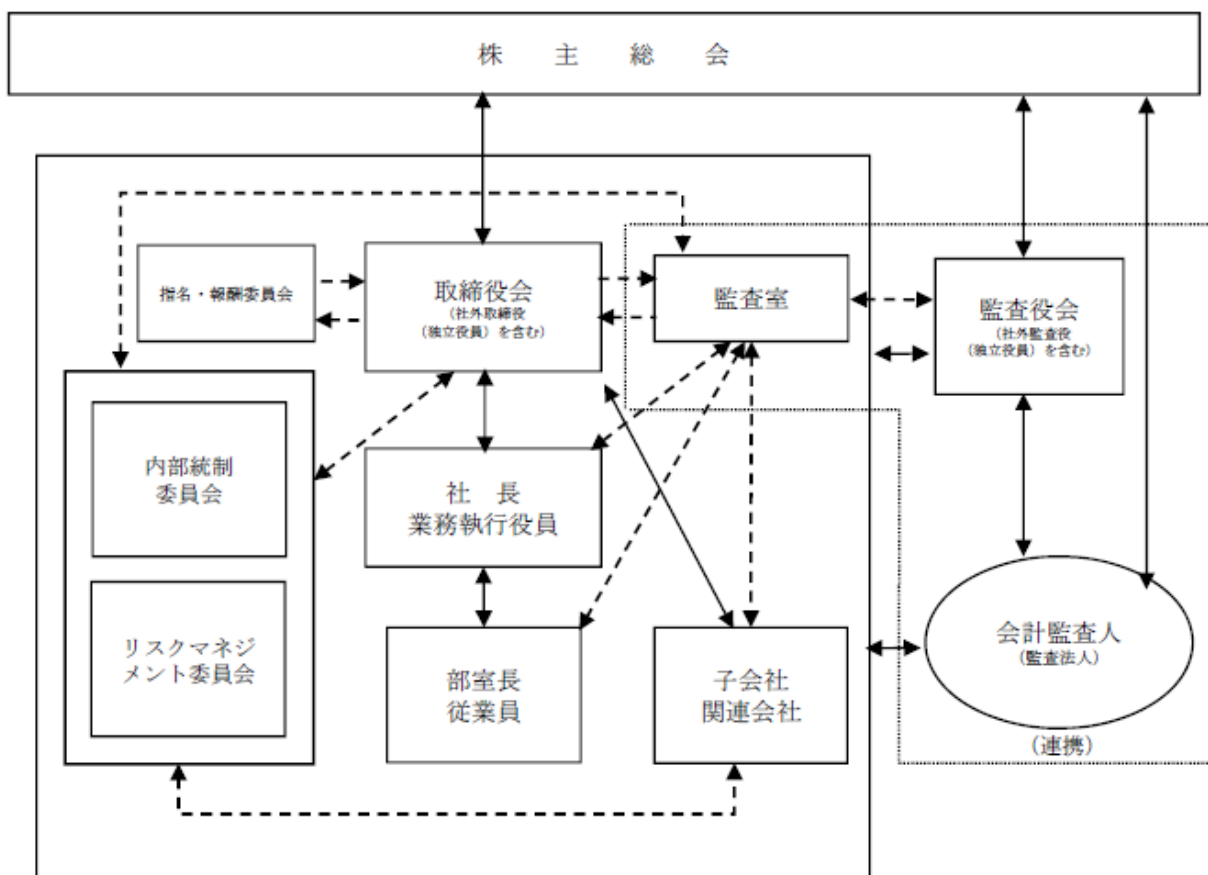 株　主　総　会
指名・報酬委員会
取締役会
（社外取締役
（独立役員）を含む）
監査室
監査役会
（社外監査役
（独立役員）を含む）
内部統制
委員会
社　長
業務執行役員
リスクマネジ
メント委員会
部室長
従業員
子会社
関連会社
会計監査人
（監査法人）
（連携）